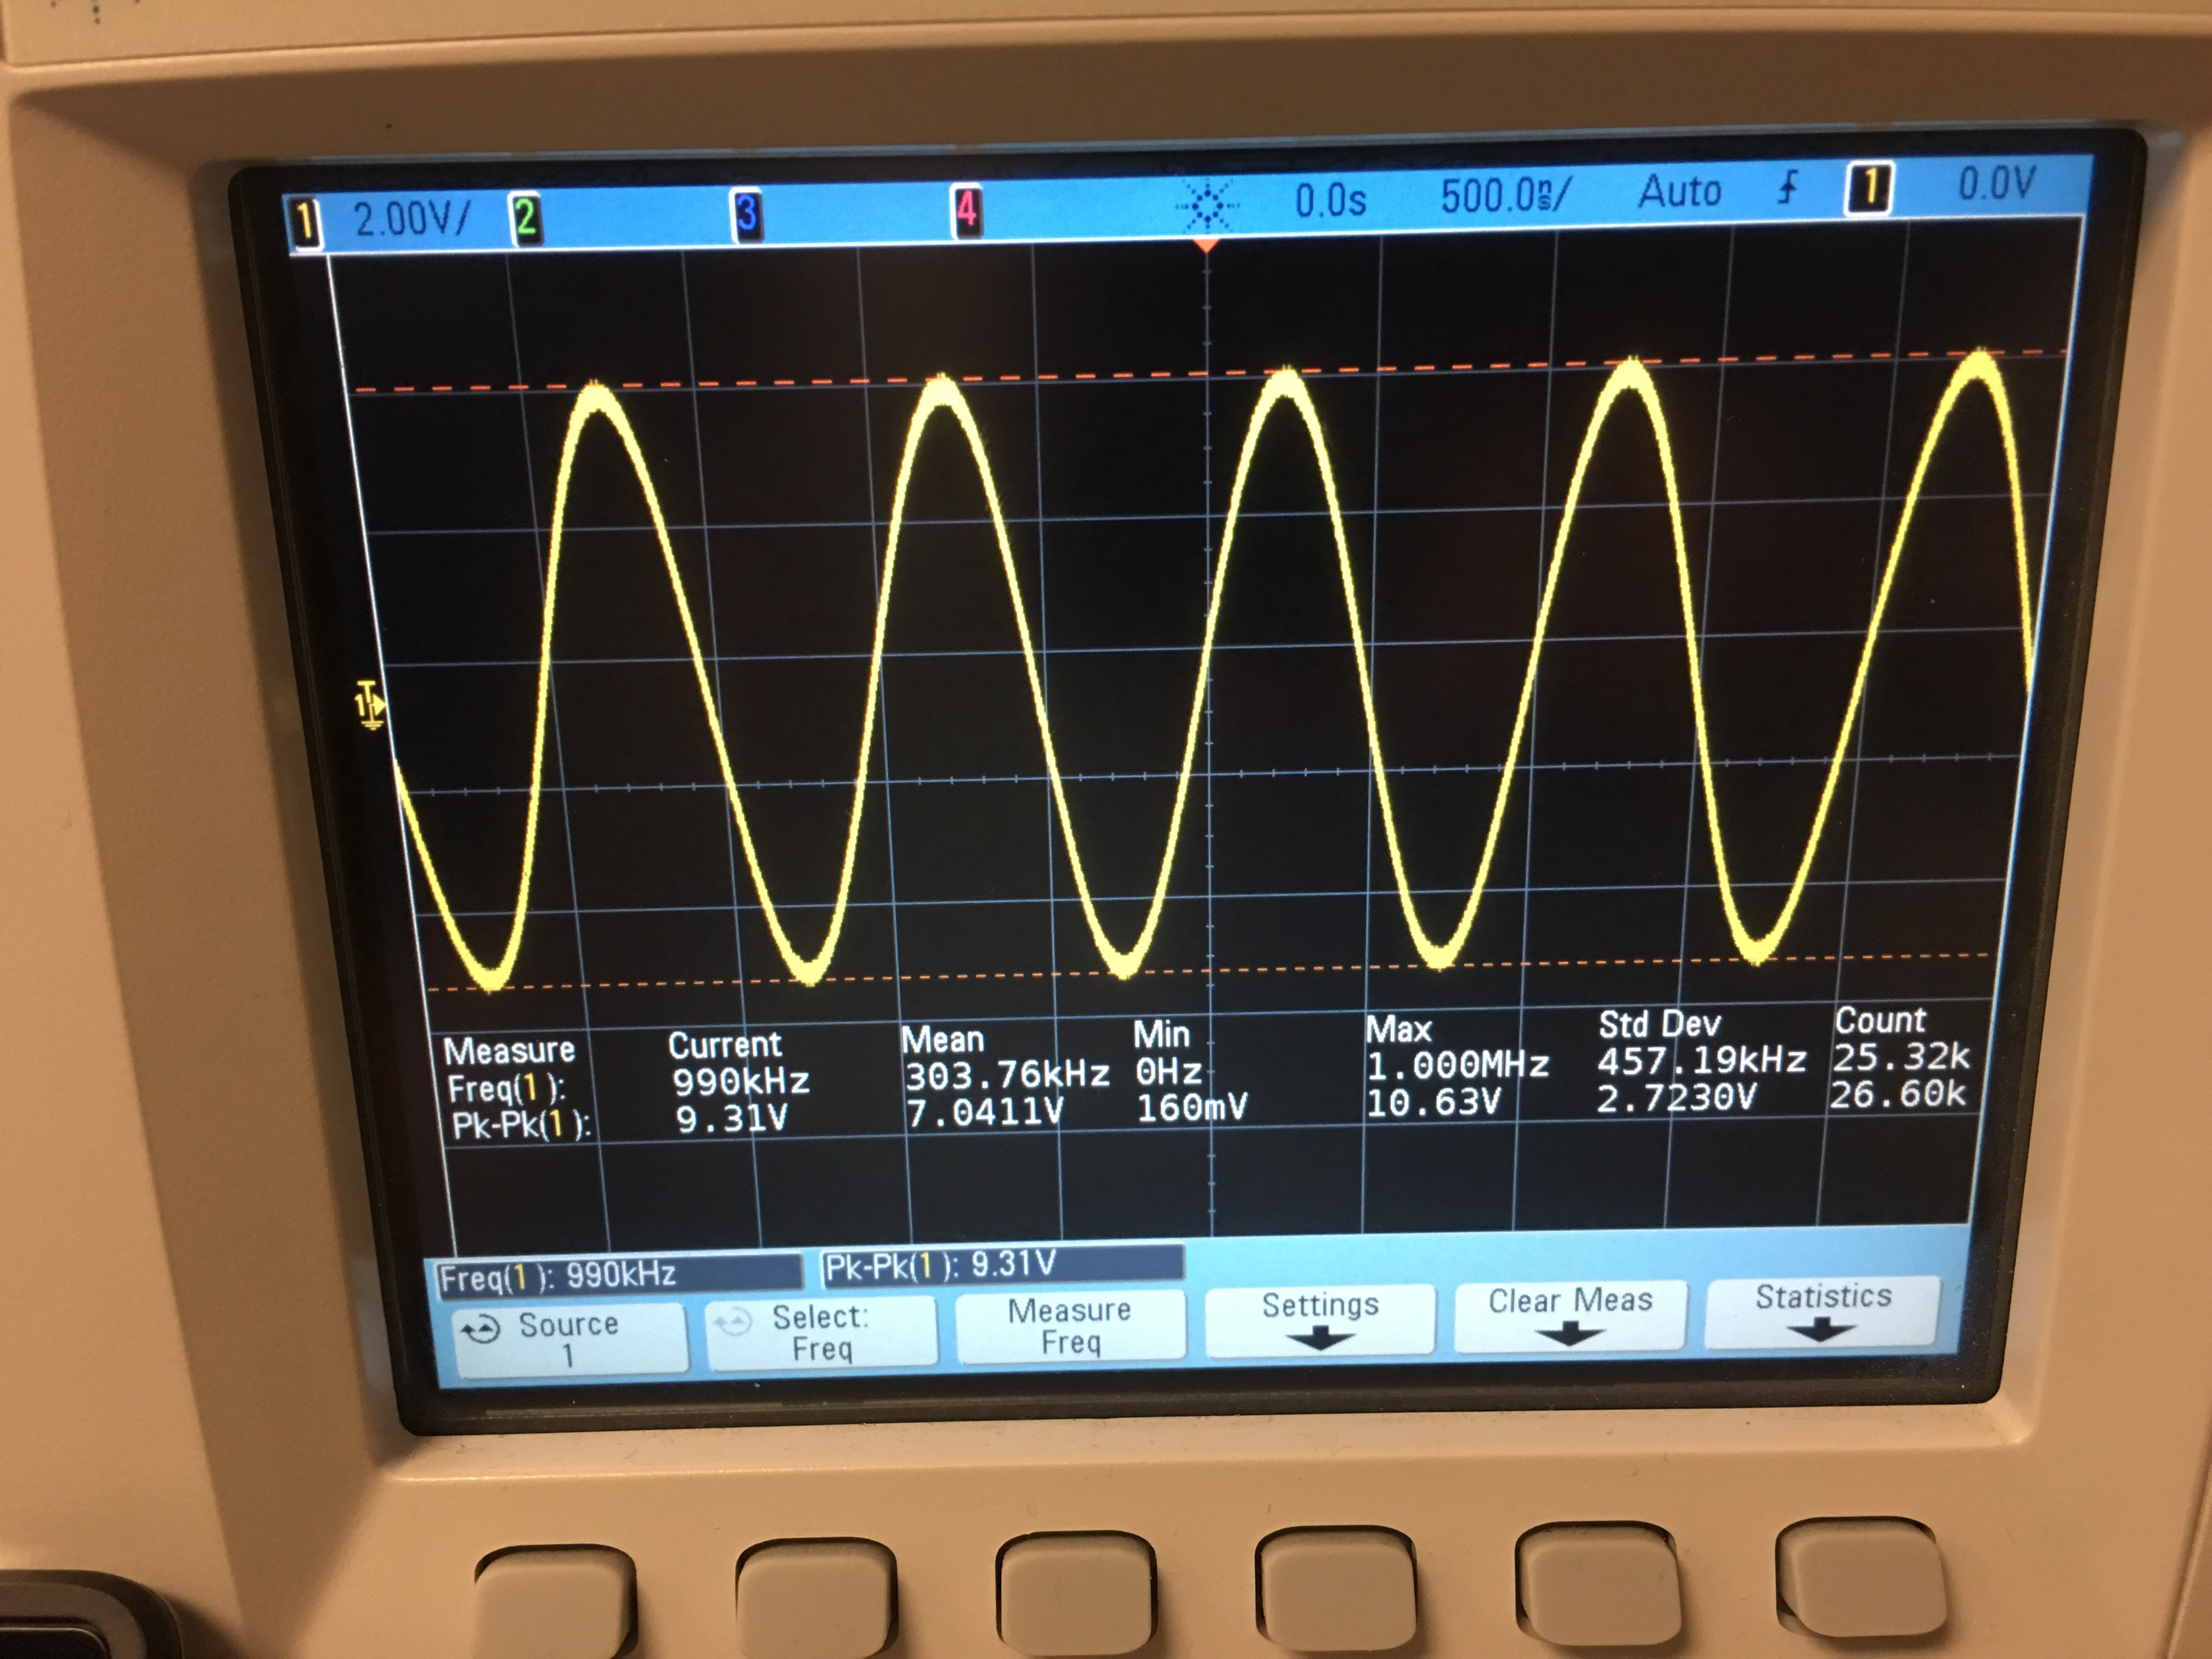 1 2.00V/ 2 3 4 0.0s 500.0ns/ Auto 1 0.0V
T
1
Measure Current Mean Min Max Std Dev Count
Freq(1): 990kHz 303.76kHz 0Hz 1.000MHz 457.19kHz 25.32k
Pk-Pk(1): 9.31V 7.0411V 160mV 10.63V 2.7230V 26.60k
Freq(1): 990kHz Pk-Pk(1): 9.31V
Source Select: Measure Settings Clear Meas Statistics
1 Freq Freq